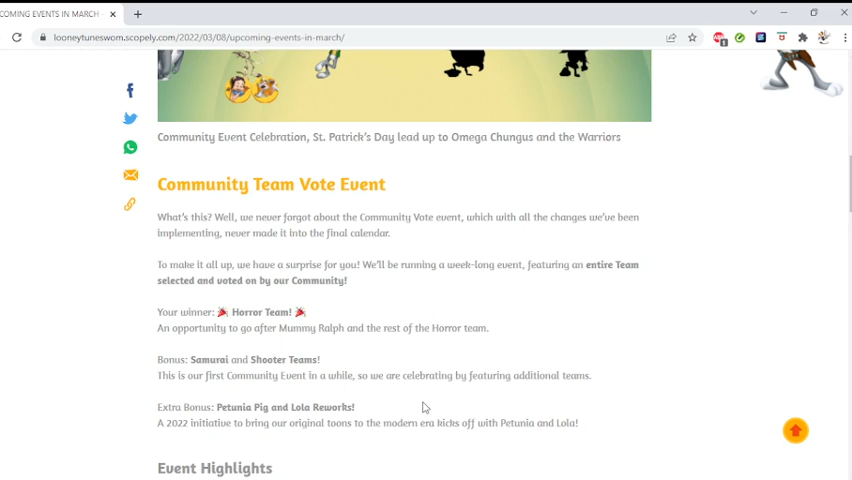 COMING EVENTS IN MARCH
looneytuneswom.scopely.com/2022/03/08/upcoming-events-in-march/
1
Community Event Celebration, St. Patrick's Day lead up to Omega Chungus and the Warriors
Community Team Vote Event
What's this? Well, we never forgot about the Community Vote event, which with all the changes we've been
implementing, never made it into the final calendar.
To make it all up, we have a surprise for you! We'll be running a week-long event, featuring an entire Team
selected and voted on by our Community!
Your winner: 🎉 Horror Team! 🎉
An opportunity to go after Mummy Ralph and the rest of the Horror team.
Bonus: Samurai and Shooter Teams!
This is our first Community Event in a while, so we are celebrating by featuring additional teams.
Extra Bonus: Petunia Pig and Lola Reworks!
A 2022 initiative to bring our original toons to the modern era kicks off with Petunia and Lola!
Event Highlights